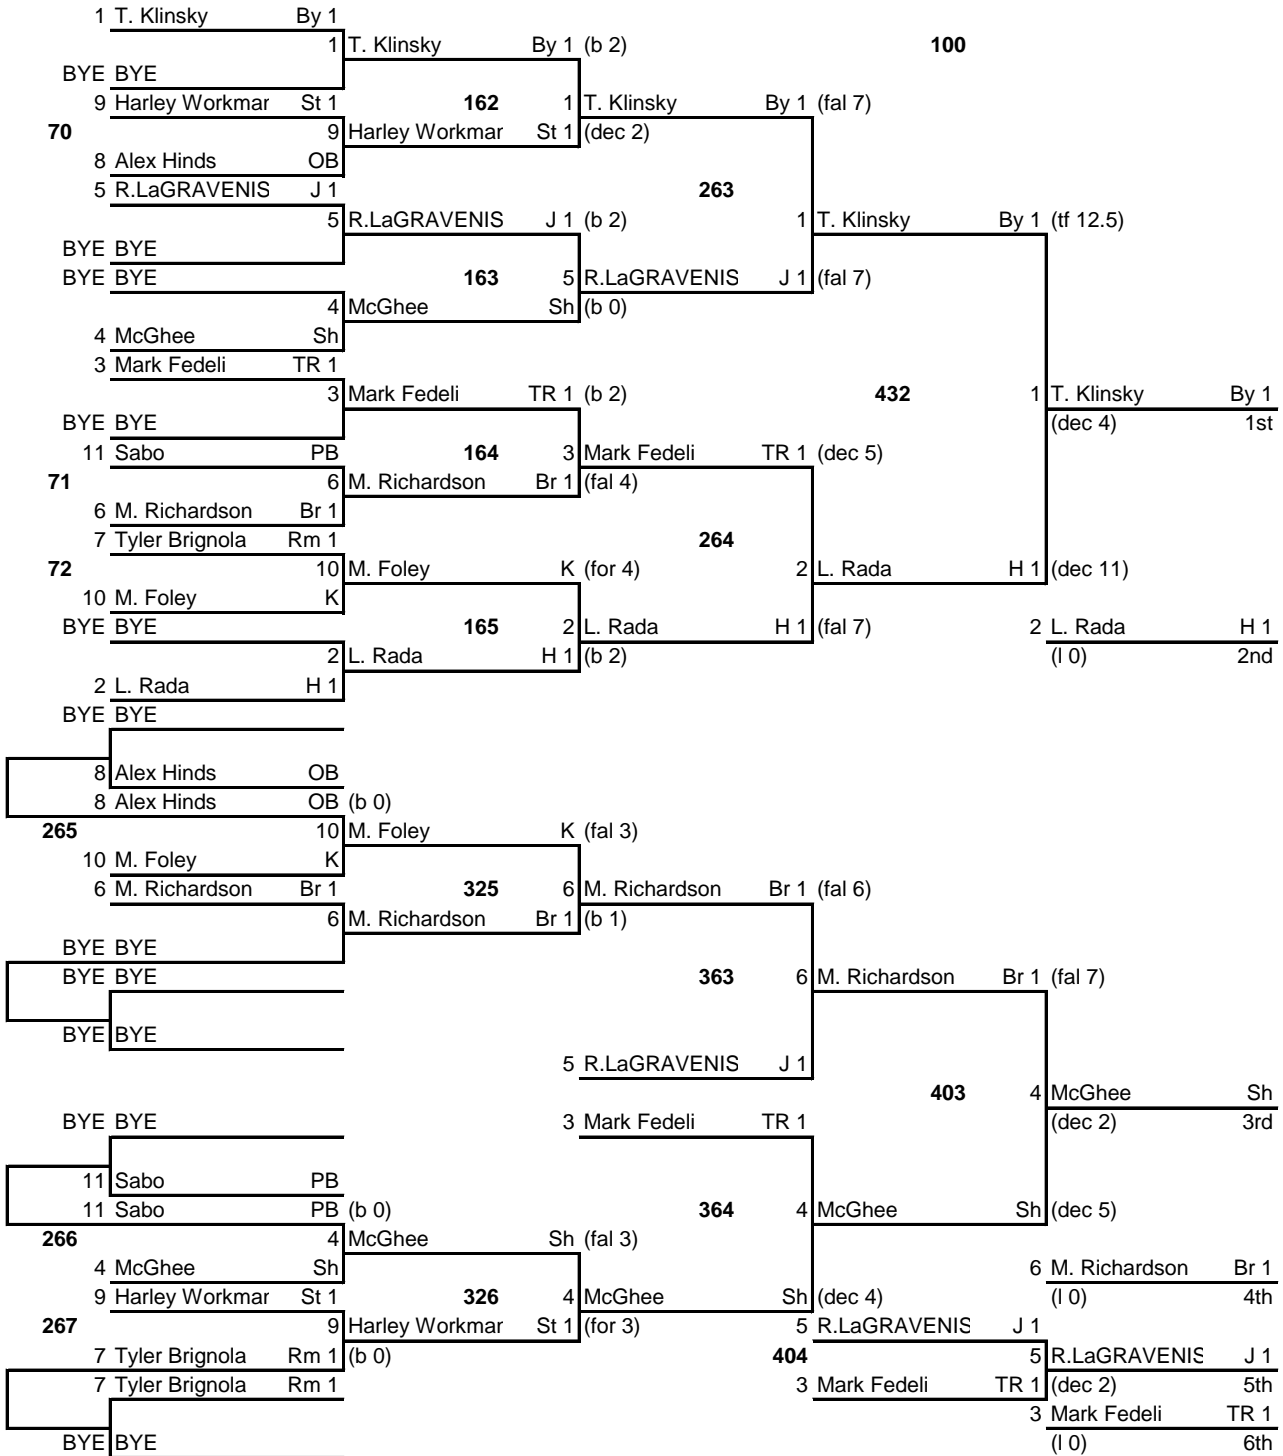 1 T. Klinsky By 1
1 T. Klinsky By 1 (b 2) 100
BYE BYE
9 Harley Workmar St 1 162 1 T. Klinsky By 1 (fal 7)
70 9 Harley Workmar St 1 (dec 2)
8 Alex Hinds OB
5 R.LaGRAVENIS J 1 263
5 R.LaGRAVENIS J 1 (b 2) 1 T. Klinsky By 1 (tf 12.5)
BYE BYE
BYE BYE 163 5 R.LaGRAVENIS J 1 (fal 7)
4 McGhee Sh (b 0)
4 McGhee Sh
3 Mark Fedeli TR 1
3 Mark Fedeli TR 1 (b 2) 432 1 T. Klinsky By 1
BYE BYE (dec 4) 1st
11 Sabo PB 164 3 Mark Fedeli TR 1 (dec 5)
71 6 M. Richardson Br 1 (fal 4)
6 M. Richardson Br 1
7 Tyler Brignola Rm 1 264
72 10 M. Foley K (for 4) 2 L. Rada H 1 (dec 11)
10 M. Foley K
BYE BYE 165 2 L. Rada H 1 (fal 7) 2 L. Rada H 1
2 L. Rada H 1 (b 2) (l 0) 2nd
2 L. Rada H 1
BYE BYE
8 Alex Hinds OB
8 Alex Hinds OB (b 0)
265 10 M. Foley K (fal 3)
10 M. Foley K
6 M. Richardson Br 1 325 6 M. Richardson Br 1 (fal 6)
6 M. Richardson Br 1 (b 1)
BYE BYE
BYE BYE 363 6 M. Richardson Br 1 (fal 7)
BYE BYE
5 R.LaGRAVENIS J 1
403 4 McGhee Sh
BYE BYE 3 Mark Fedeli TR 1 (dec 2) 3rd
11 Sabo PB
11 Sabo PB (b 0) 364 4 McGhee Sh (dec 5)
266 4 McGhee Sh (fal 3)
4 McGhee Sh 6 M. Richardson Br 1
9 Harley Workmar St 1 326 4 McGhee Sh (dec 4) (l 0) 4th
267 9 Harley Workmar St 1 (for 3) 5 R.LaGRAVENIS J 1
7 Tyler Brignola Rm 1 (b 0) 404 5 R.LaGRAVENIS J 1
7 Tyler Brignola Rm 1 3 Mark Fedeli TR 1 (dec 2) 5th
3 Mark Fedeli TR 1
BYE BYE (l 0) 6th